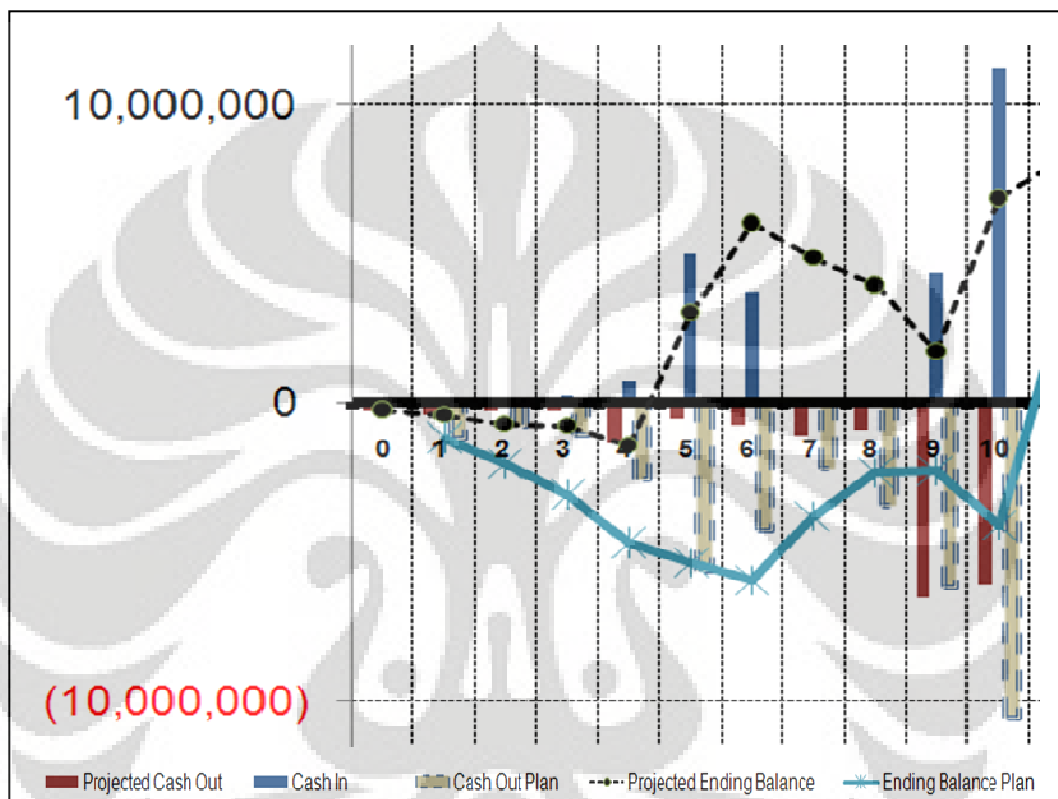 10,000,000
0
0 1 2 3 4 5 6 7 8 9 10
(10,000,000)
Projected Cash Out Cash In Cash Out Plan Projected Ending Balance Ending Balance Plan